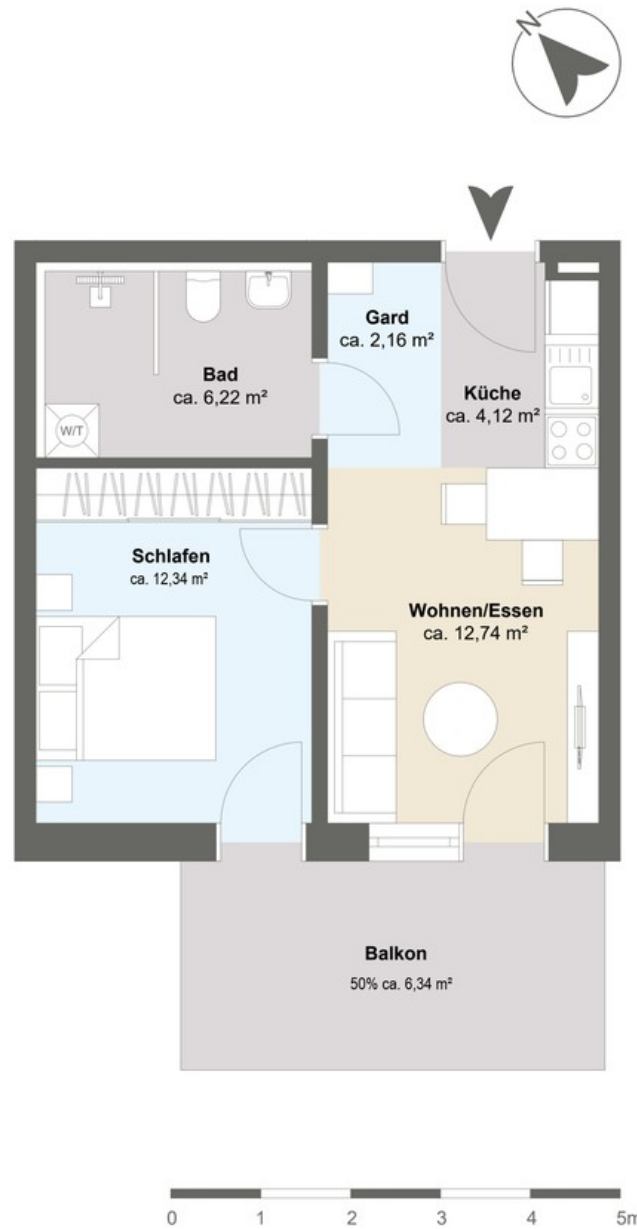 N
Gard
ca. 2,16 m²
Bad
ca. 6,22 m²
Küche
ca. 4,12 m²
W/T
Schlafen
ca. 12,34 m²
Wohnen/Essen
ca. 12,74 m²
Balkon
50% ca. 6,34 m²
0 1 2 3 4 5m